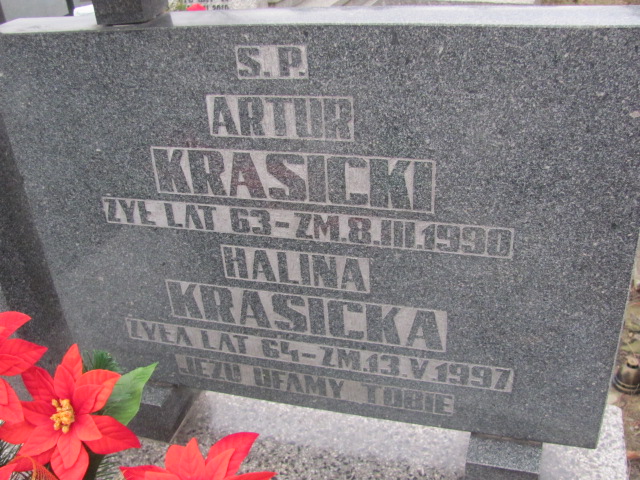 S.P.
ARTUR
KRASICKI
ŻYŁ LAT 63-ZM.8.III.1990
HALINA
KRASICKA
ŻYŁA LAT 64-ZM.13.V.1997
JEZU UFAMY TOBIE